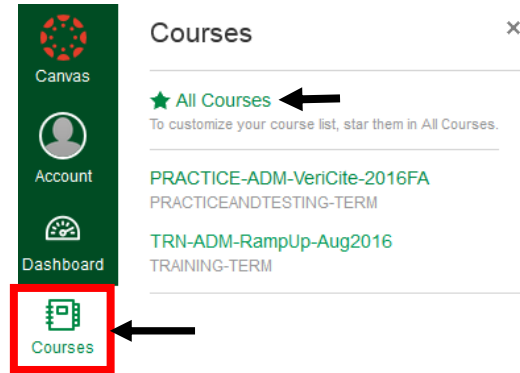 Canvas
Account
Dashboard
Courses
Courses
×
★ All Courses
To customize your course list, star them in All Courses.
PRACTICE-ADM-VeriCite-2016FA
PRACTICEANDTESTING-TERM
TRN-ADM-RampUp-Aug2016
TRAINING-TERM